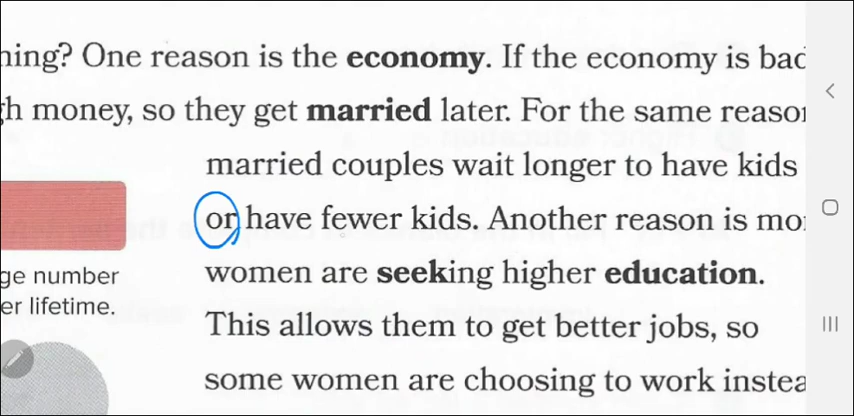 ning? One reason is the economy. If the economy is bad
gh money, so they get married later. For the same reason
married couples wait longer to have kids
or have fewer kids. Another reason is mo
women are seeking higher education.
ge number
er lifetime.
This allows them to get better jobs, so
some women are choosing to work instea